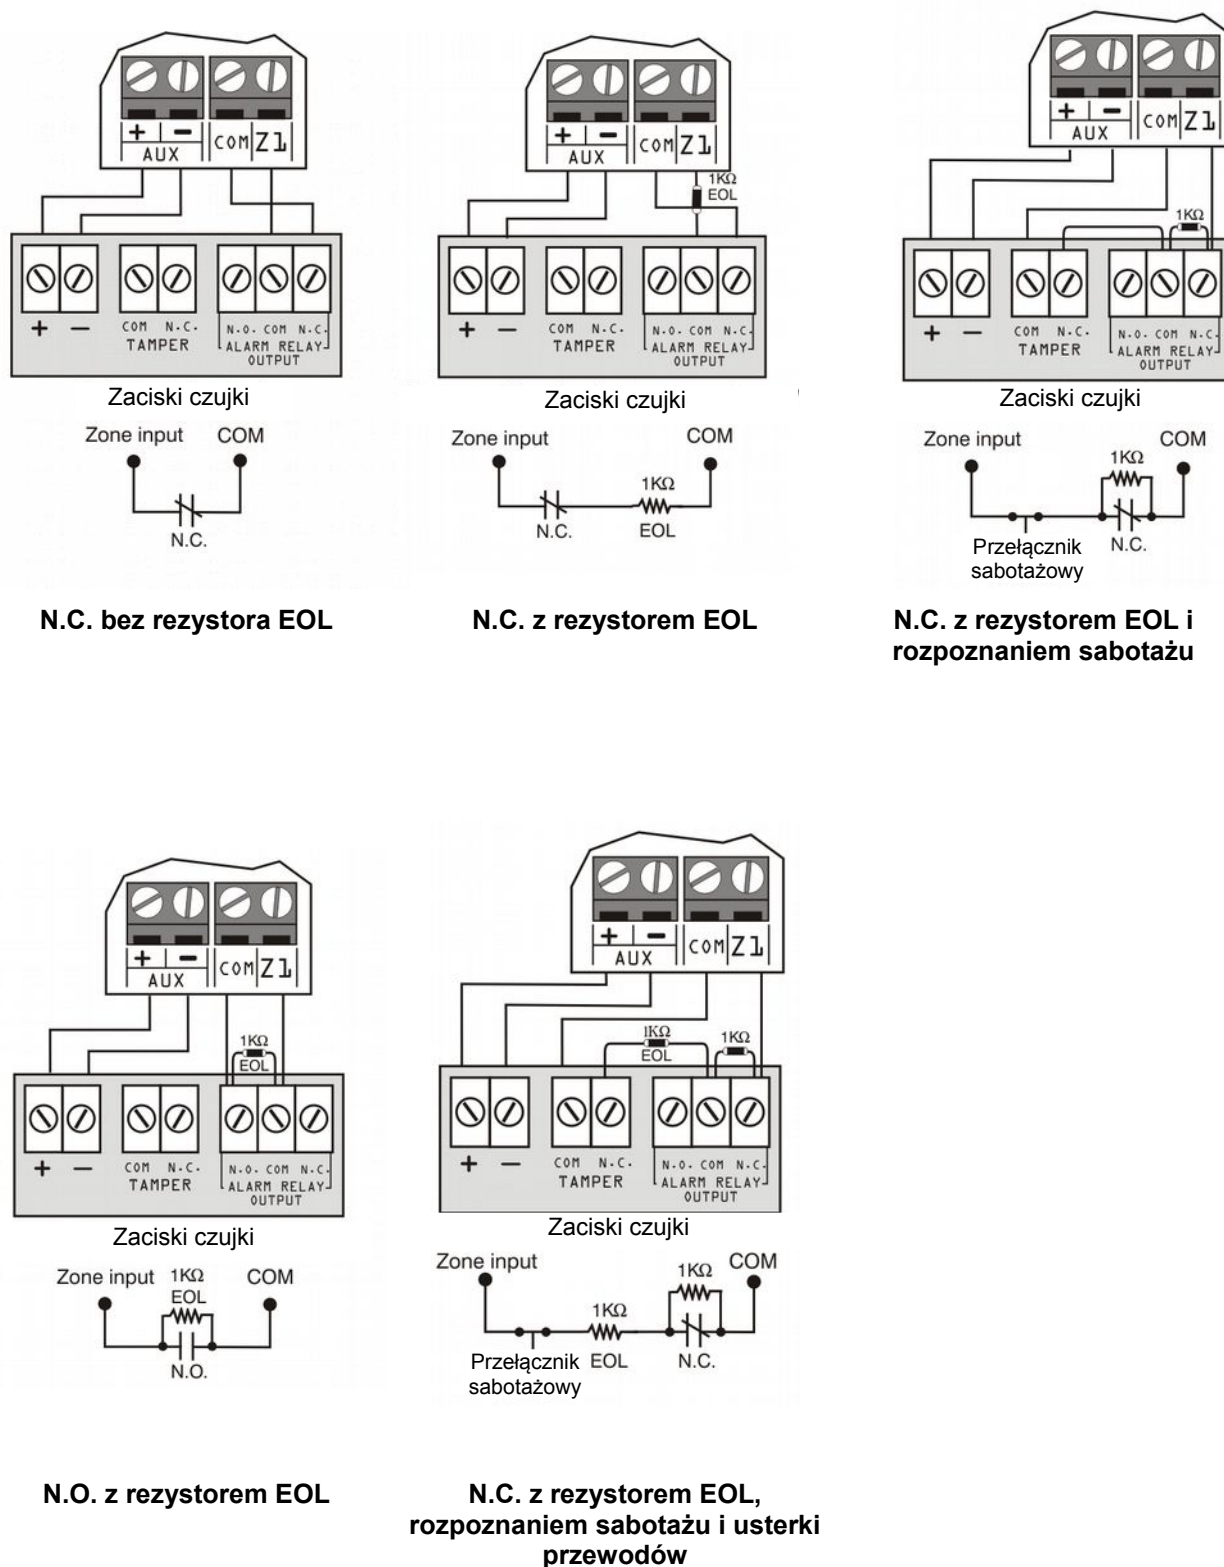 + − COM Z1
AUX
+ − COM N.C. N.O. COM N.C.
TAMPER ALARM RELAY
OUTPUT
Zaciski czujki
Zone input COM
N.C.
N.C. bez rezystora EOL
+ − COM Z1
AUX
1KΩ
EOL
+ − COM N.C. N.O. COM N.C.
TAMPER ALARM RELAY
OUTPUT
Zaciski czujki
Zone input COM
1KΩ
N.C. EOL
N.C. z rezystorem EOL
+ − COM Z1
AUX
1KΩ
+ − COM N.C. N.O. COM N.C.
TAMPER ALARM RELAY
OUTPUT
Zaciski czujki
Zone input COM
1KΩ
Przełącznik N.C.
sabotażowy
N.C. z rezystorem EOL i
rozpoznaniem sabotażu
+ − COM Z1
AUX
1KΩ
EOL
+ − COM N.C. N.O. COM N.C.
TAMPER ALARM RELAY
OUTPUT
Zaciski czujki
Zone input 1KΩ COM
EOL
N.O.
N.O. z rezystorem EOL
+ − COM Z1
AUX
1KΩ 1KΩ
EOL
+ − COM N.C. N.O. COM N.C.
TAMPER ALARM RELAY
OUTPUT
Zaciski czujki
Zone input 1KΩ COM
1KΩ
Przełącznik EOL N.C.
sabotażowy
N.C. z rezystorem EOL,
rozpoznaniem sabotażu i usterki
przewodów